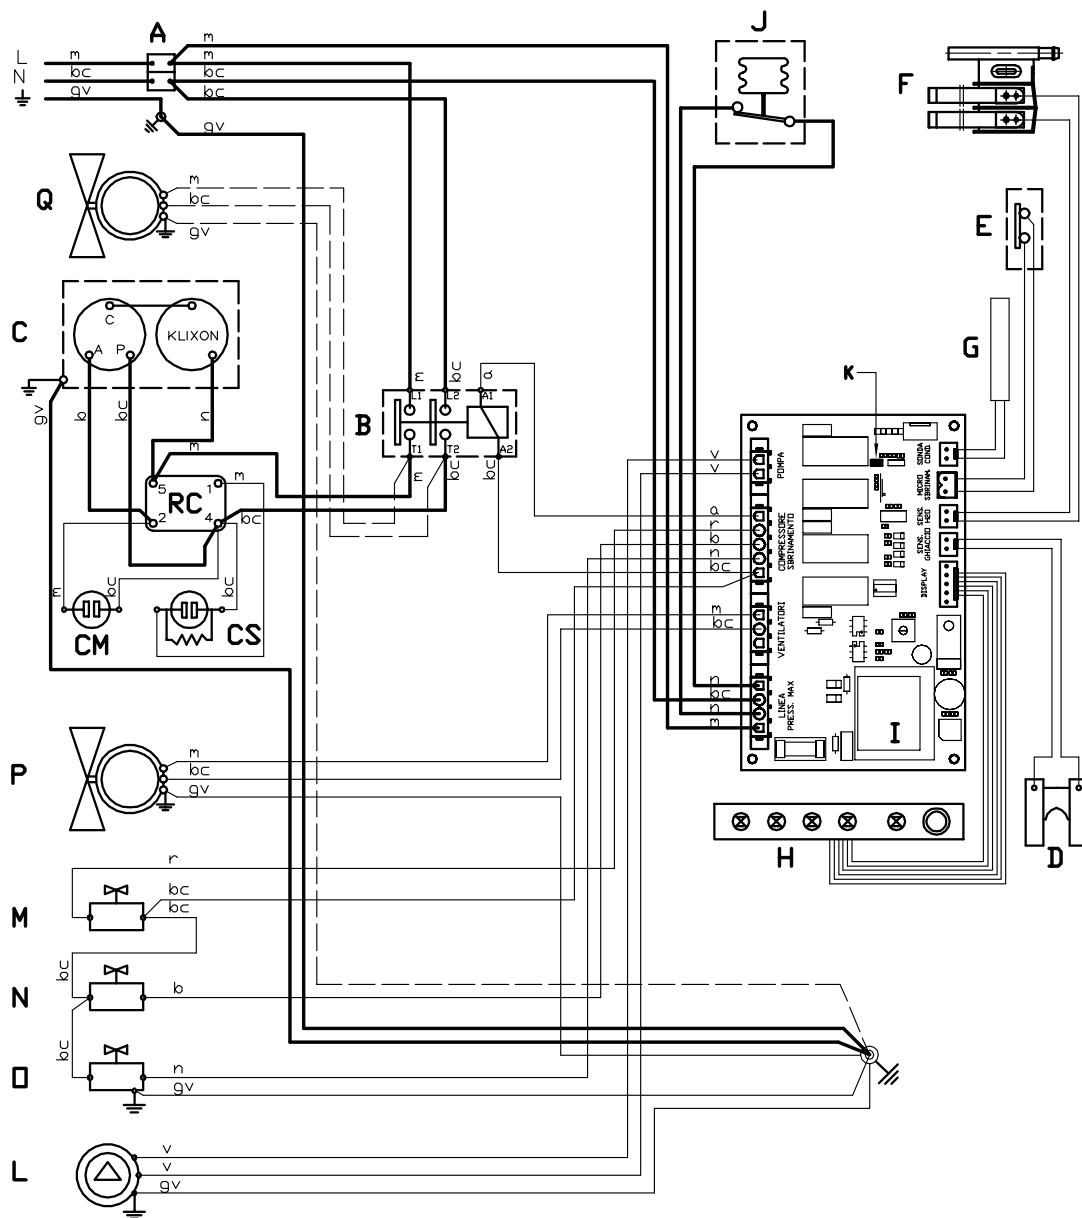 A
L
m
m
m
N
bc
bc
bc
gv
gv
J
F
Q
m
bc
gv
E
C
C
KLIXON
A
P
b
bc
n
gv
G
K
m
bc
a
L1
L2
A1
B
T1
T2
A2
m
bc
bc
m
RC
5
1
m
2
4
bc
m
bc
bc
CM
CS
v
v
POMPA
SONDA
COND.
MICRO
SBRINAM.
SENS.
H2O
SENS.
GHIACCIO
DISPLAY
a
r
b
n
bc
COMPRESSORE
SBRINAMENTO
m
bc
VENTILATORI
n
bc
n
m
LINEA
PRESS. MAX
I
P
m
bc
gv
H
D
r
M
bc
bc
bc
N
b
bc
O
n
gv
L
v
v
gv